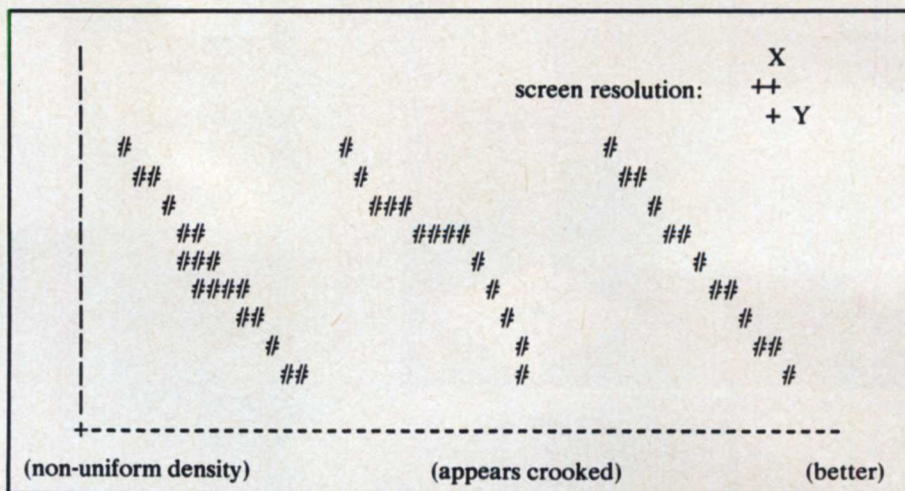 X
screen resolution: ++
+ Y
# # #
## # ##
# ### #
## #### ##
### # #
#### # ##
## # #
# # ##
## # #
+--------------------------------------------------
(non-uniform density) (appears crooked) (better)